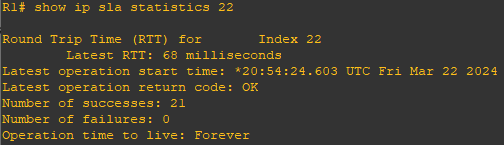 R1# show ip sla statistics 22
Round Trip Time (RTT) for Index 22
Latest RTT: 68 milliseconds
Latest operation start time: *20:54:24.603 UTC Fri Mar 22 2024
Latest operation return code: OK
Number of successes: 21
Number of failures: 0
Operation time to live: Forever